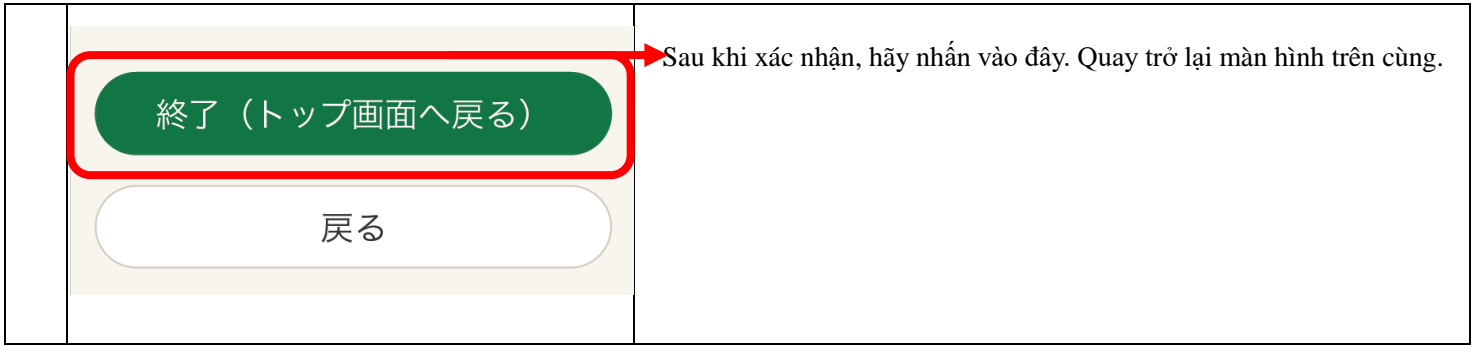 Sau khi xác nhận, hãy nhấn vào đây. Quay trở lại màn hình trên cùng.
終了（トップ画面へ戻る）
戻る